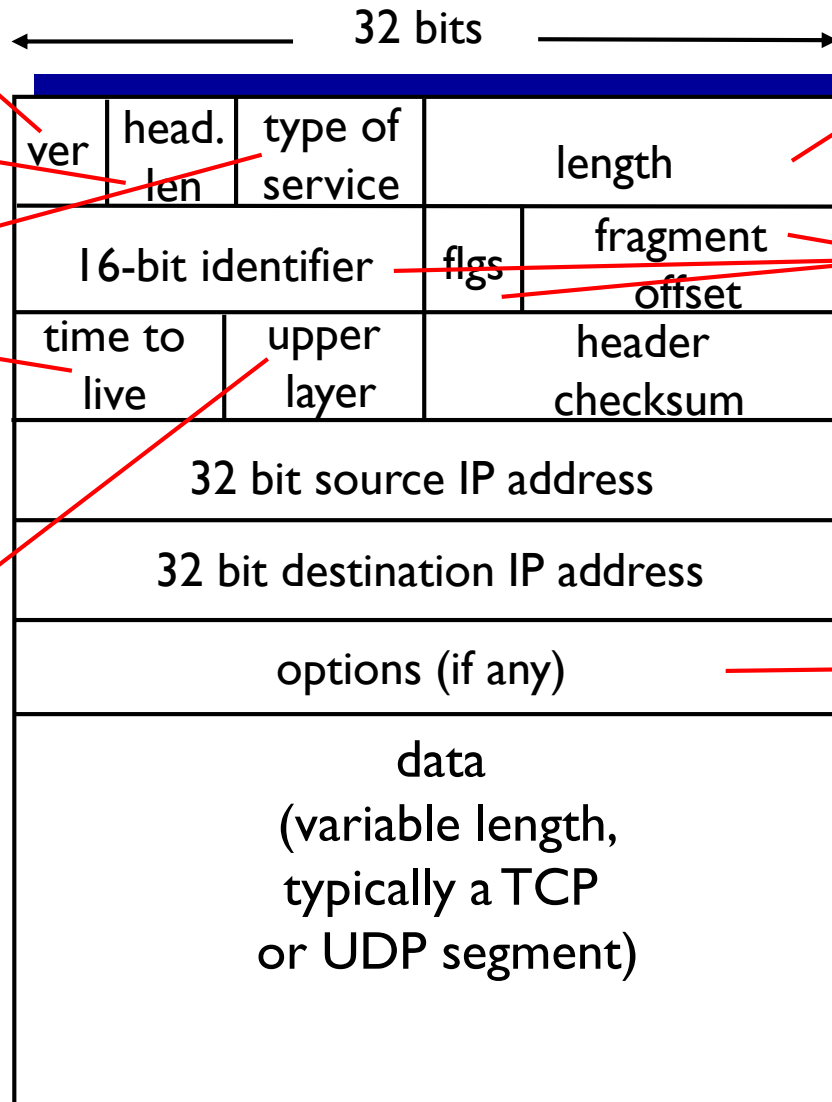 32 bits
ver
head.
len
type of
service
length
16-bit identifier
flgs
fragment
offset
time to
live
upper
layer
header
checksum
32 bit source IP address
32 bit destination IP address
options (if any)
data
(variable length,
typically a TCP
or UDP segment)